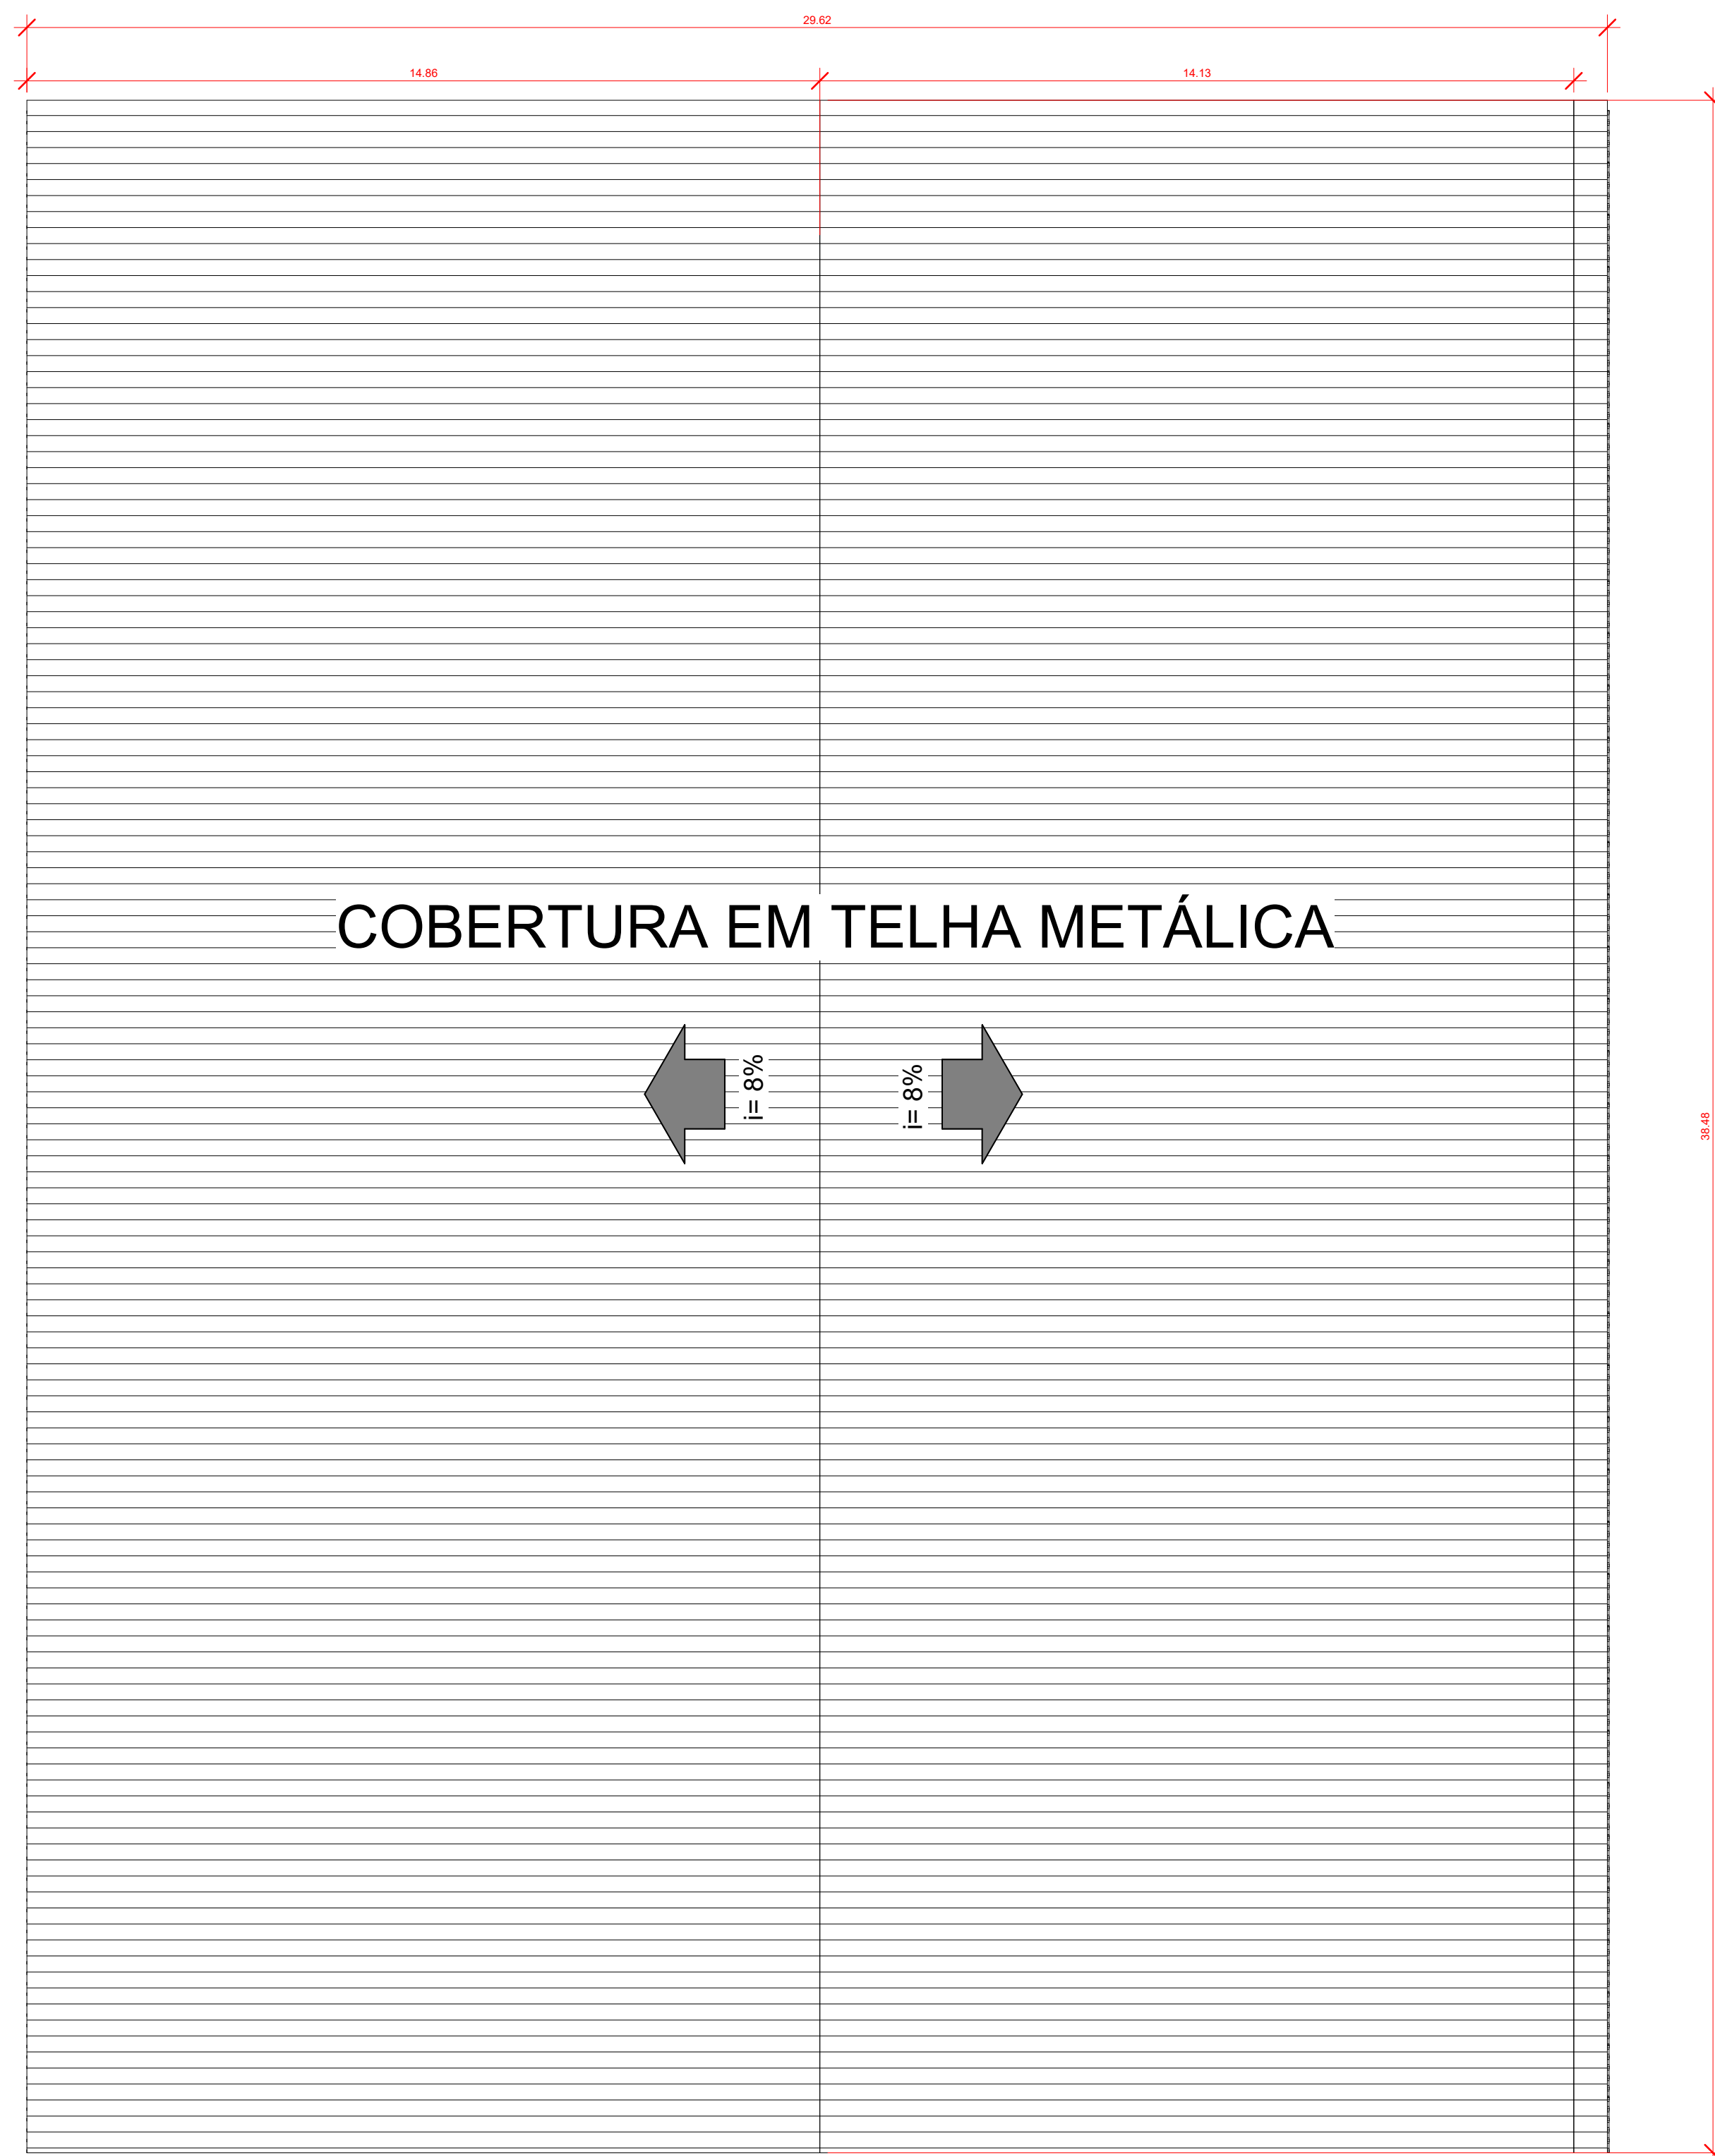 29.62
14.86
14.13
COBERTURA EM TELHA METÁLICA
i= 8%
i= 8%
38.48